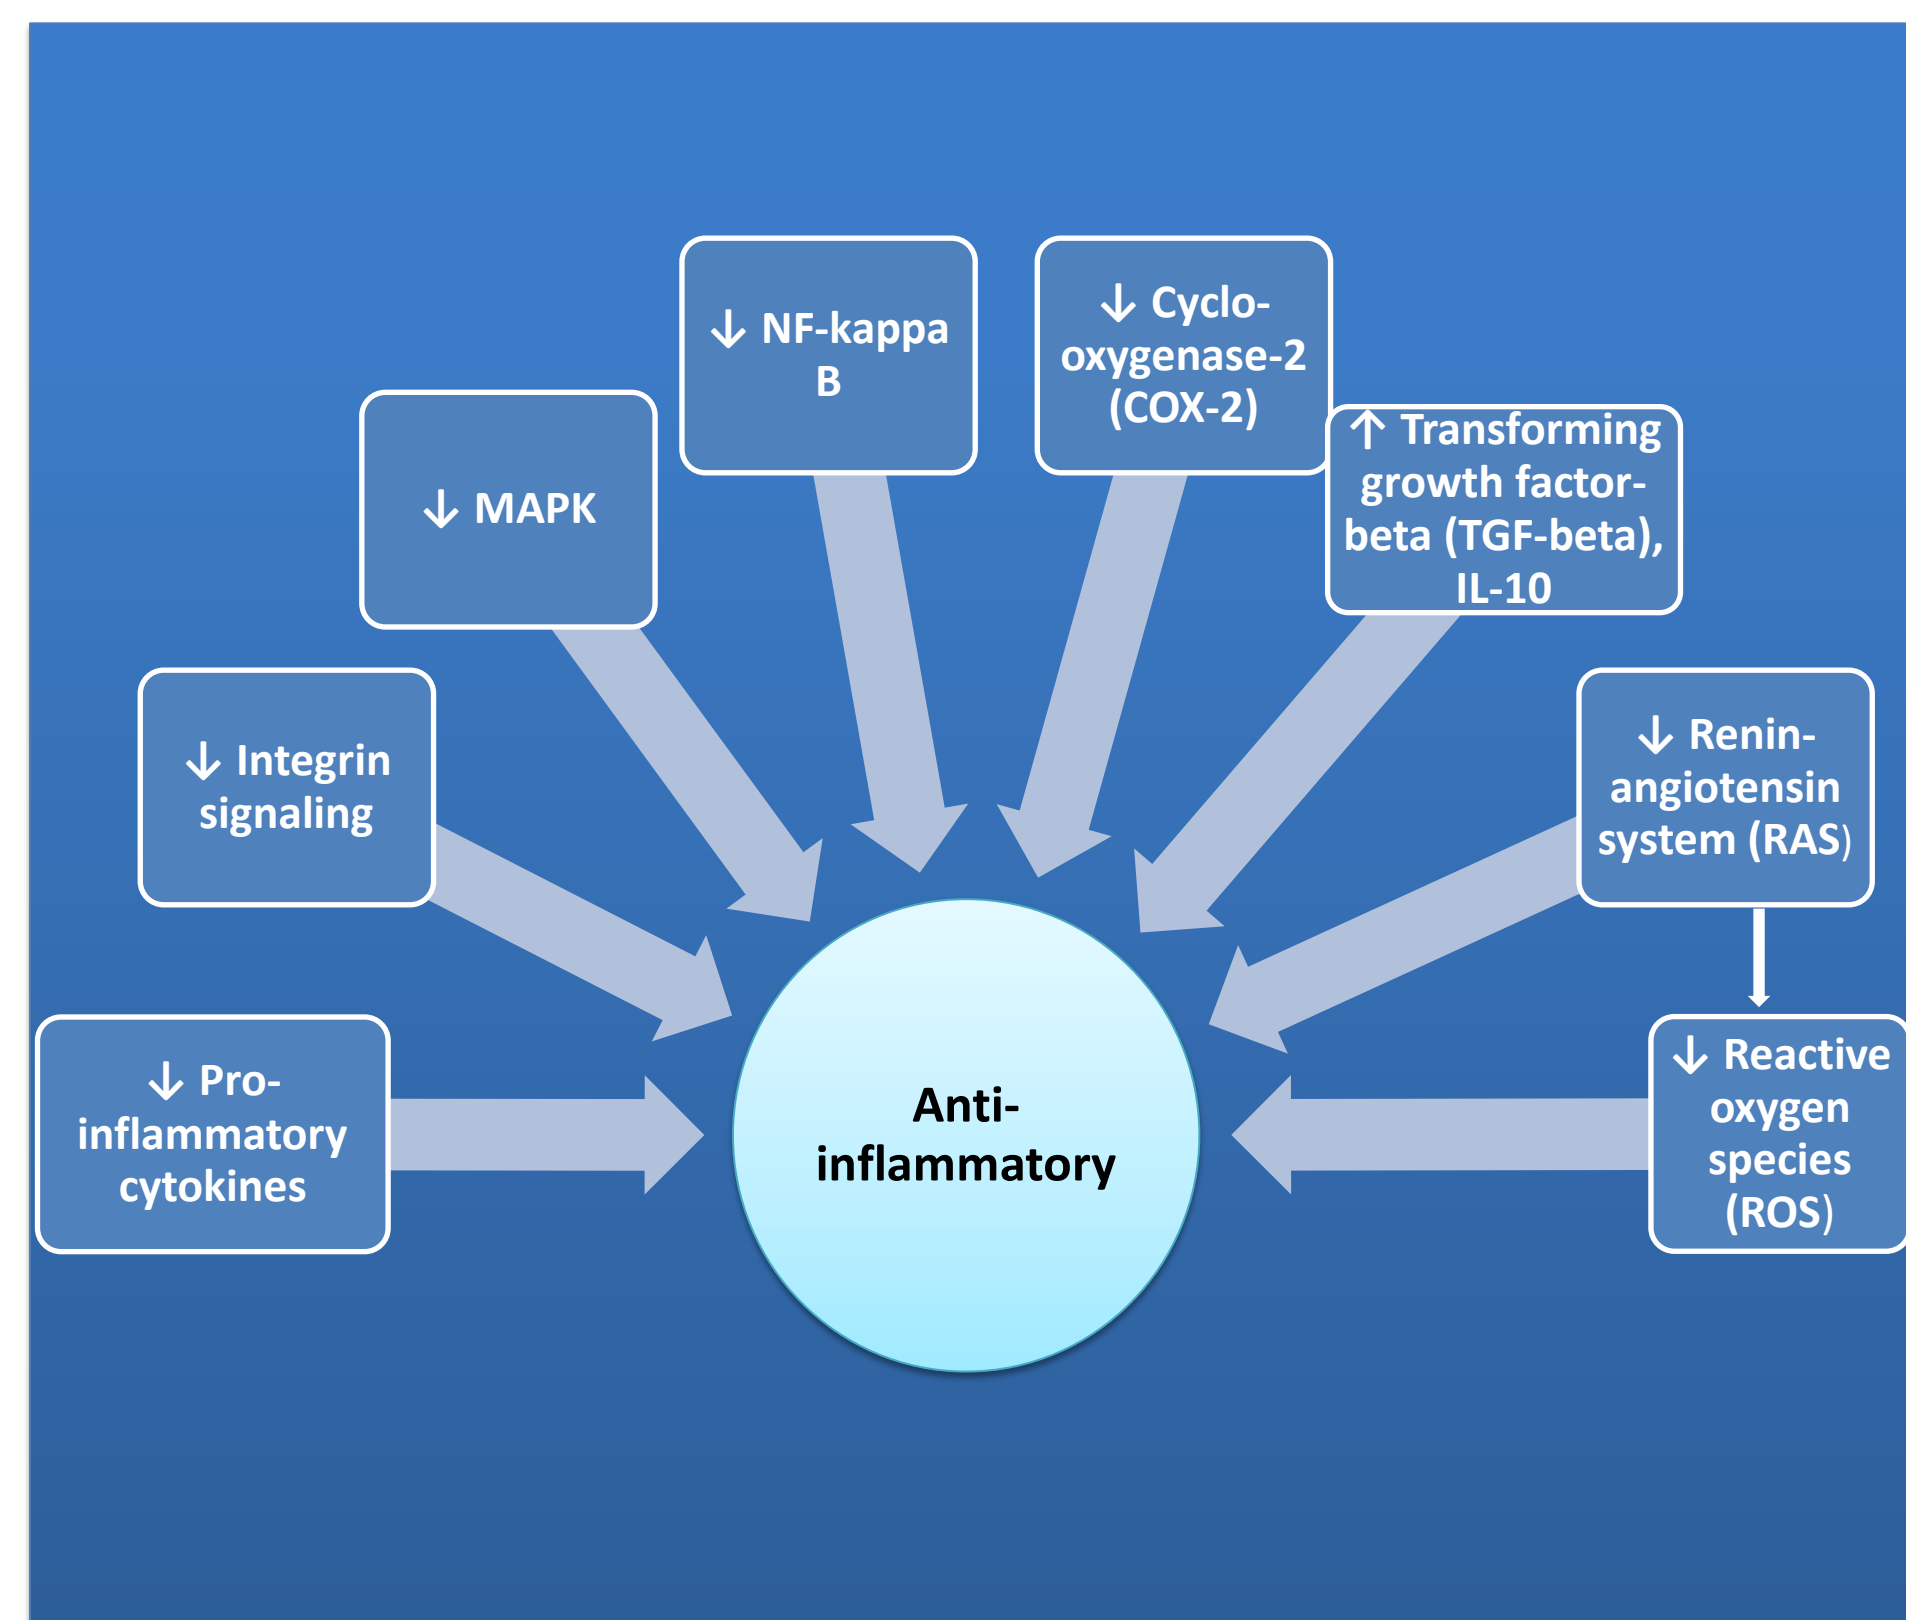 ↓ Pro-
inflammatory
cytokines
↓ Integrin
signaling
↓ MAPK
↓ NF-kappa
B
↓ Cyclo-
oxygenase-2
(COX-2)
↑ Transforming
growth factor-
beta (TGF-beta),
IL-10
↓ Renin-
angiotensin
system (RAS)
↓ Reactive
oxygen
species
(ROS)
Anti-
inflammatory